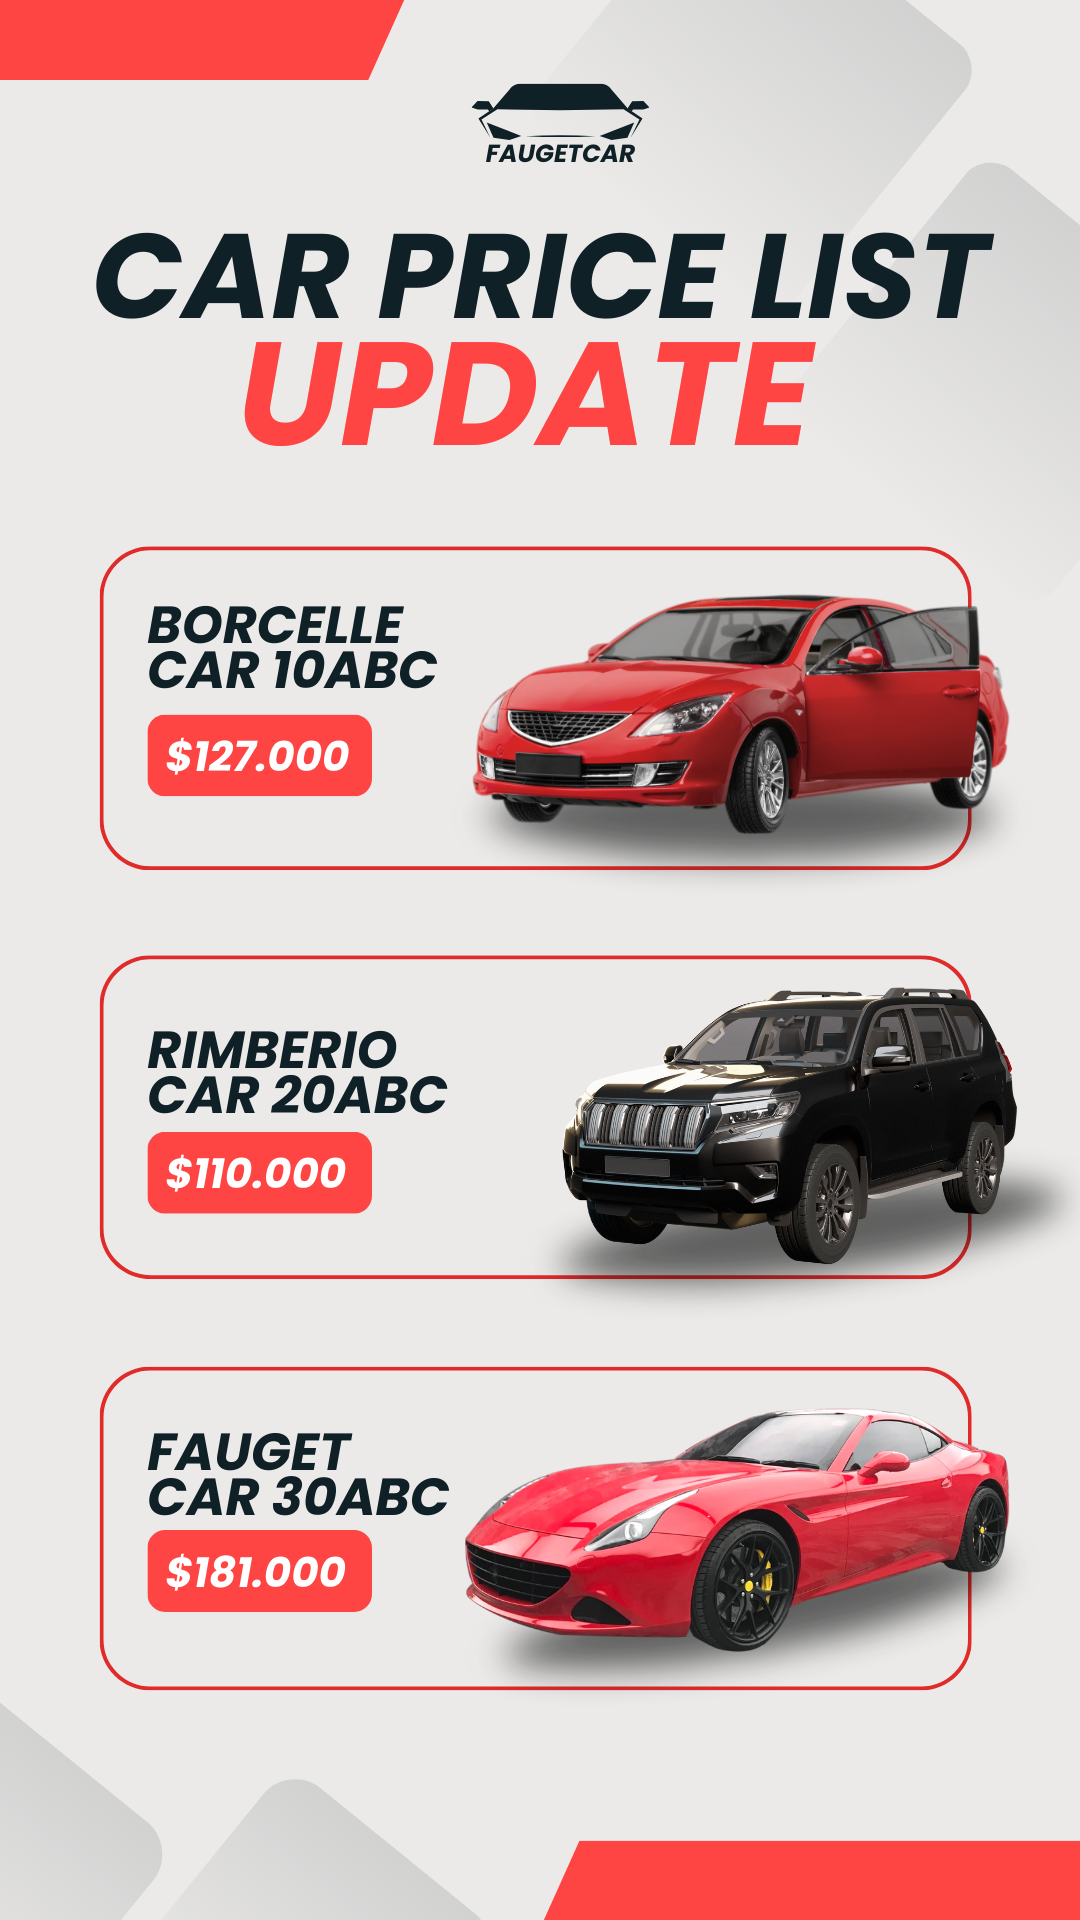 FAUGETCAR
CAR PRICE LIST
UPDATE
BORCELLE
CAR 10ABC
$127.000
RIMBERIO
CAR 20ABC
$110.000
FAUGET
CAR 30ABC
$181.000